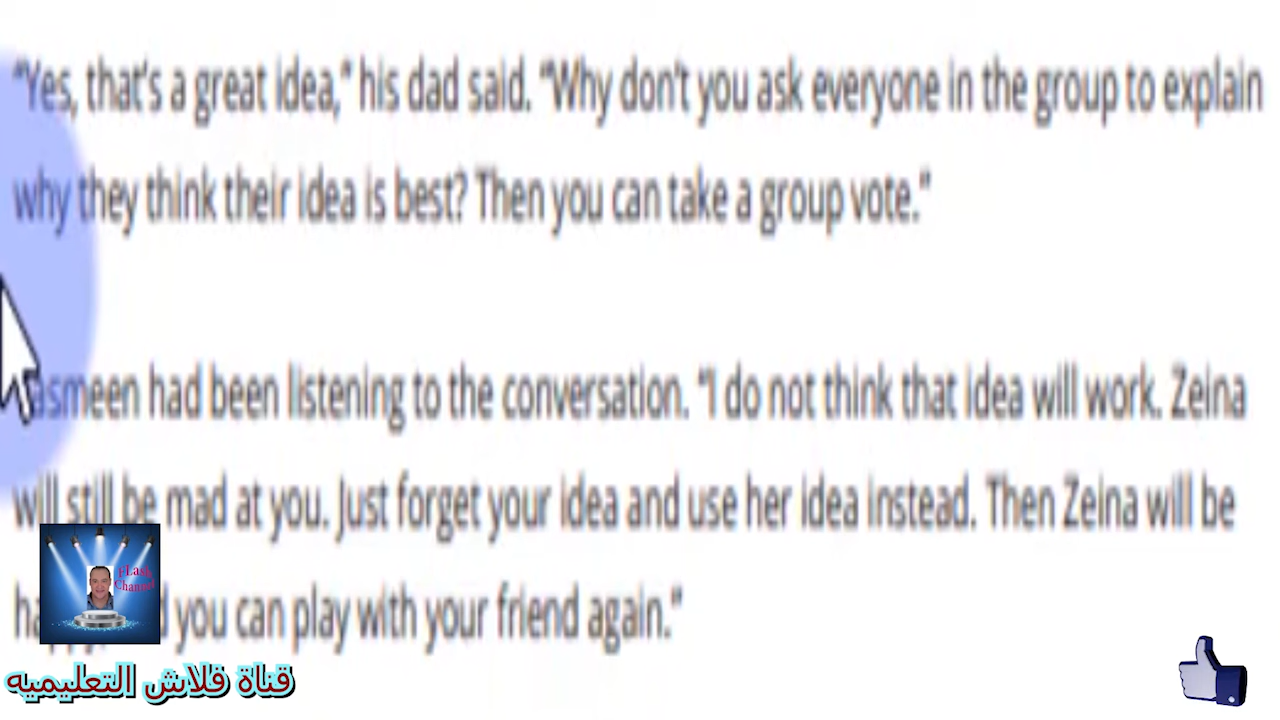 “Yes, that’s a great idea,” his dad said. “Why don’t you ask everyone in the group to explain
why they think their idea is best? Then you can take a group vote.”
asmeen had been listening to the conversation. “I do not think that idea will work. Zeina
will still be mad at you. Just forget your idea and use her idea instead. Then Zeina will be
you can play with your friend again.”
FLash
Channel
قناة فلاش التعليميه